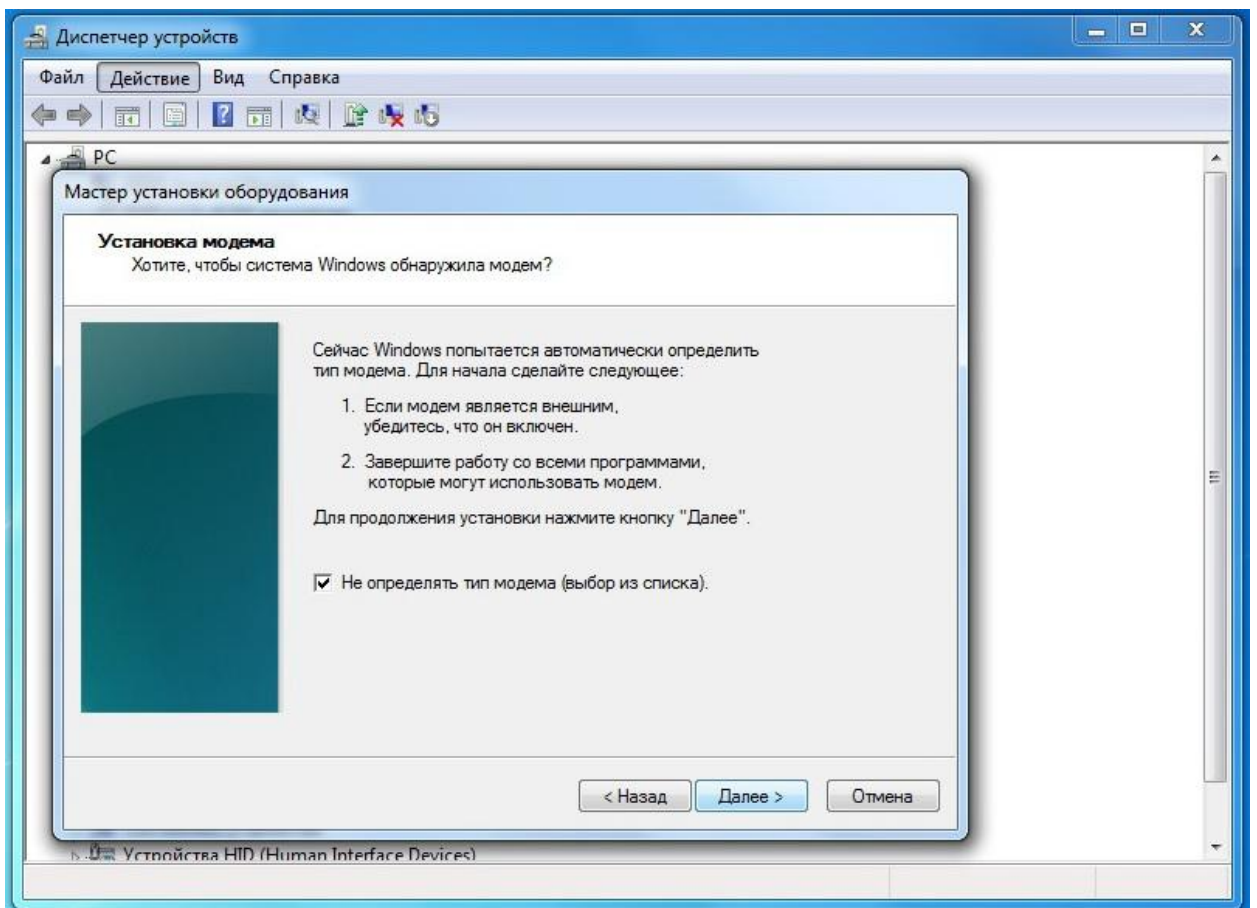 Диспетчер устройств
Файл Действие Вид Справка
PC
Мастер установки оборудования
Установка модема
Хотите, чтобы система Windows обнаружила модем?
Сейчас Windows попытается автоматически определить
тип модема. Для начала сделайте следующее:
1. Если модем является внешним,
убедитесь, что он включен.
2. Завершите работу со всеми программами,
которые могут использовать модем.
Для продолжения установки нажмите кнопку "Далее".
Не определять тип модема (выбор из списка).
< Назад Далее > Отмена
Устройства HID (Human Interface Devices)